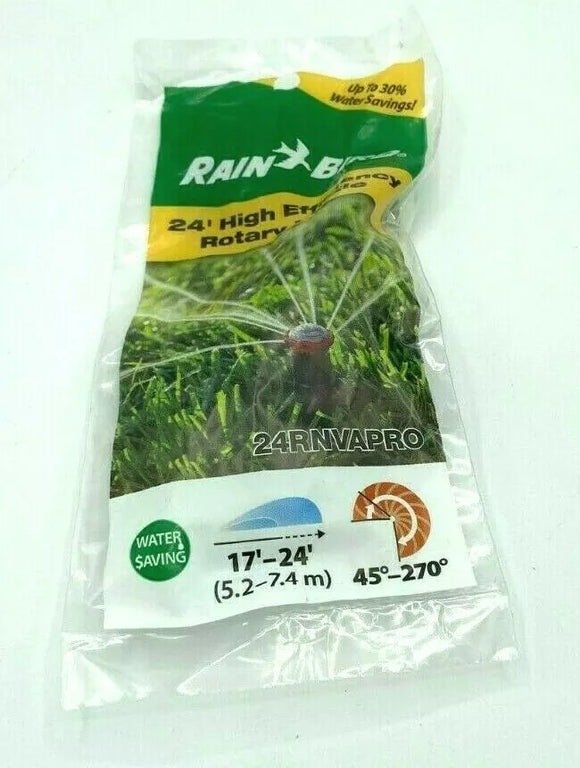 Up To 30%
Water Savings!
RAIN BIRD
24' High Efficiency
Rotary
24RNVAPRO
WATER
$AVING
17'–24'
(5.2–7.4 m)
45°–270°